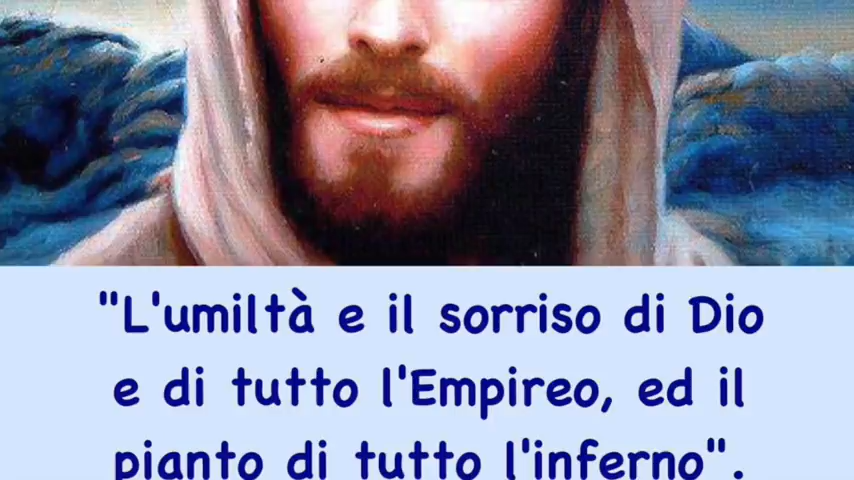 "L'umiltà e il sorriso di Dio
e di tutto l'Empireo, ed il
pianto di tutto l'inferno".